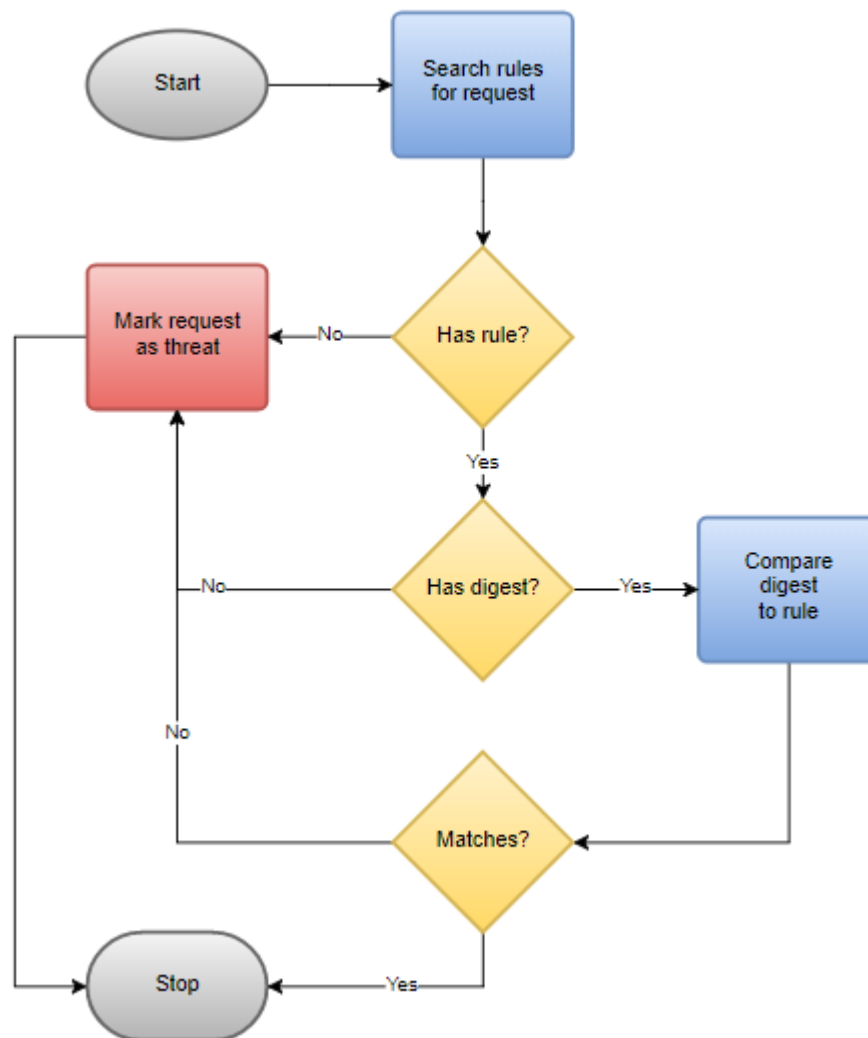 Start
Search rules
for request
Mark request
as threat
No
Has rule?
Yes
No
Has digest?
Yes
Compare
digest
to rule
No
Matches?
Stop
Yes